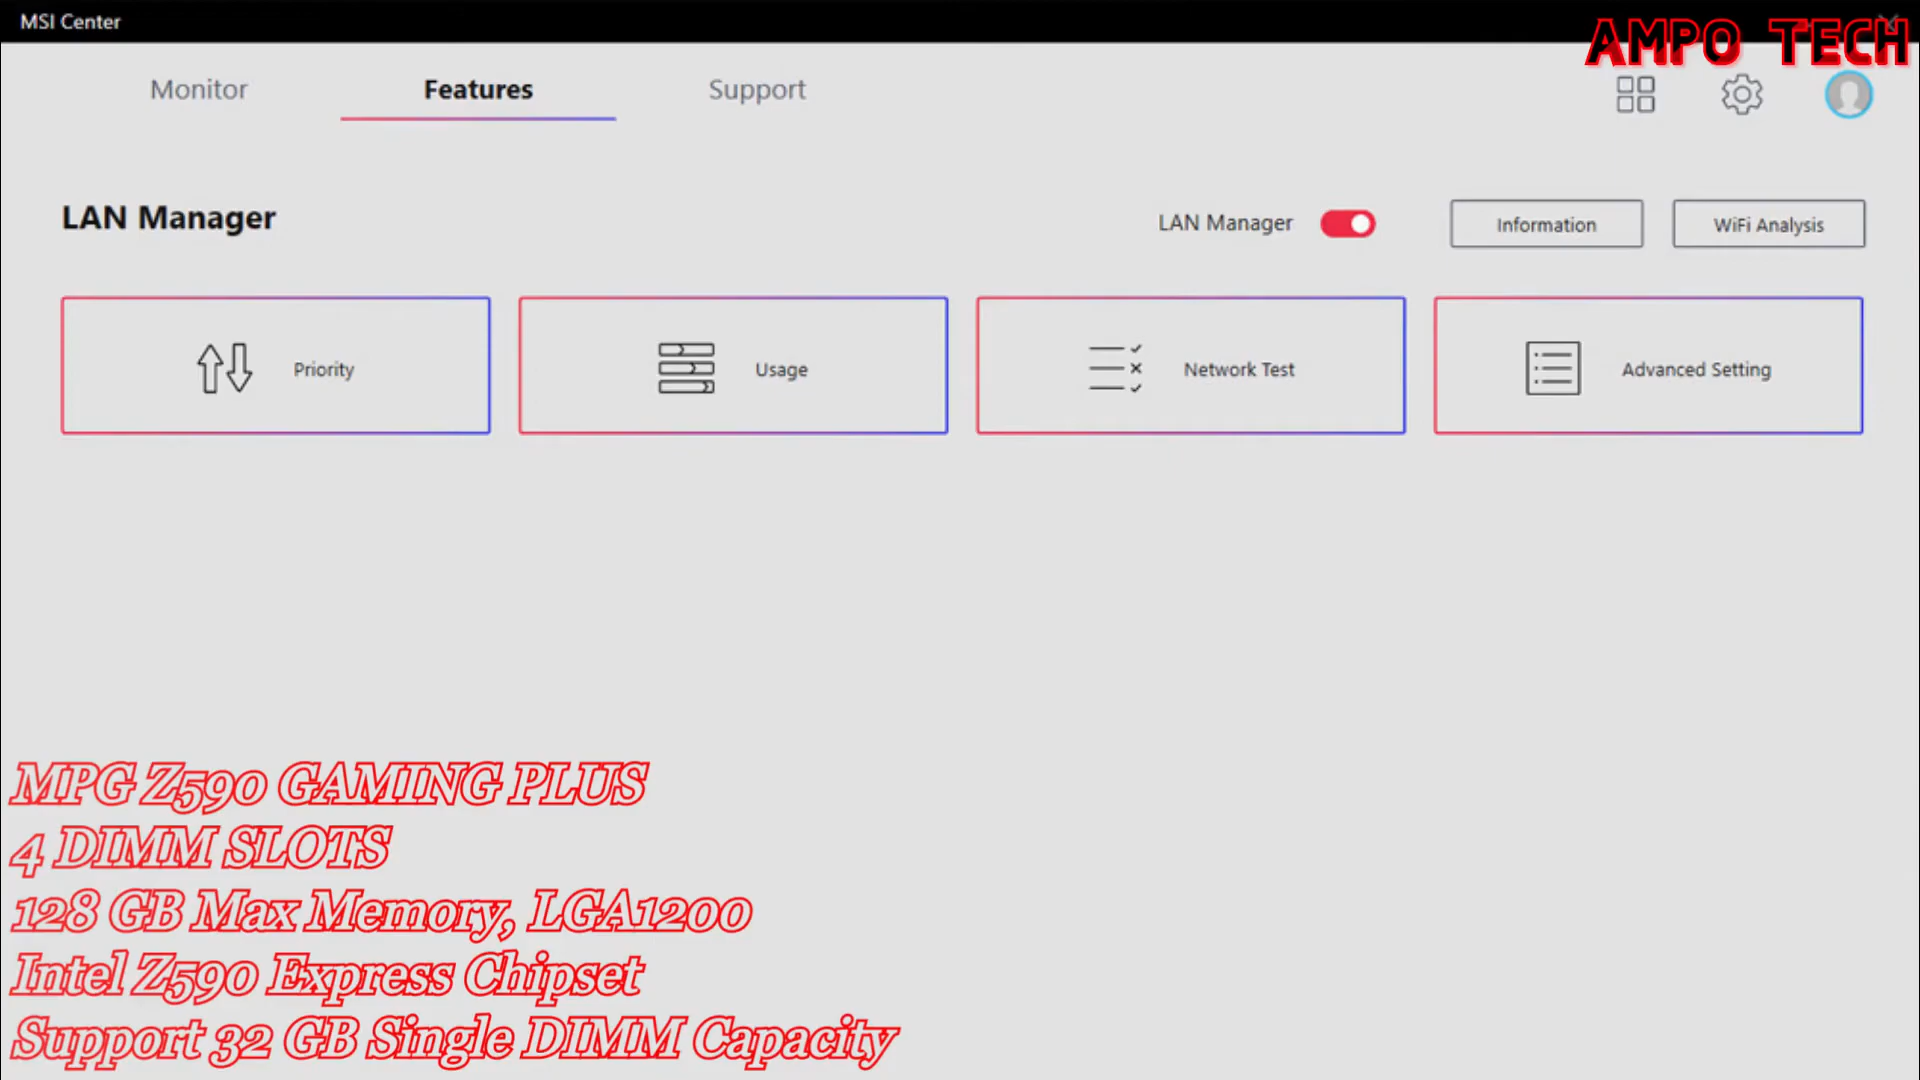 MSI Center
AMPO TECH
Monitor
Features
Support
LAN Manager
LAN Manager
Information
WiFi Analysis
Priority
Usage
Network Test
Advanced Setting
MPG Z590 GAMING PLUS
4 DIMM SLOTS
128 GB Max Memory, LGA1200
Intel Z590 Express Chipset
Support 32 GB Single DIMM Capacity